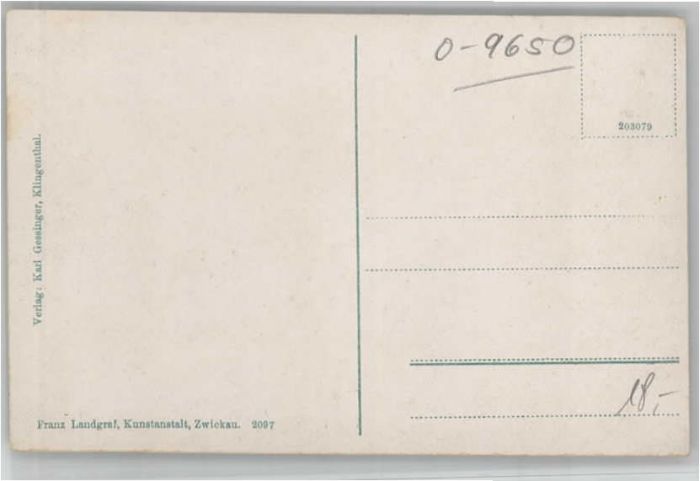 0-9650
203079
Verlag: Karl Gessinger, Klingenthal.
18,-
Franz Landgraf, Kunstanstalt, Zwickau. 2097